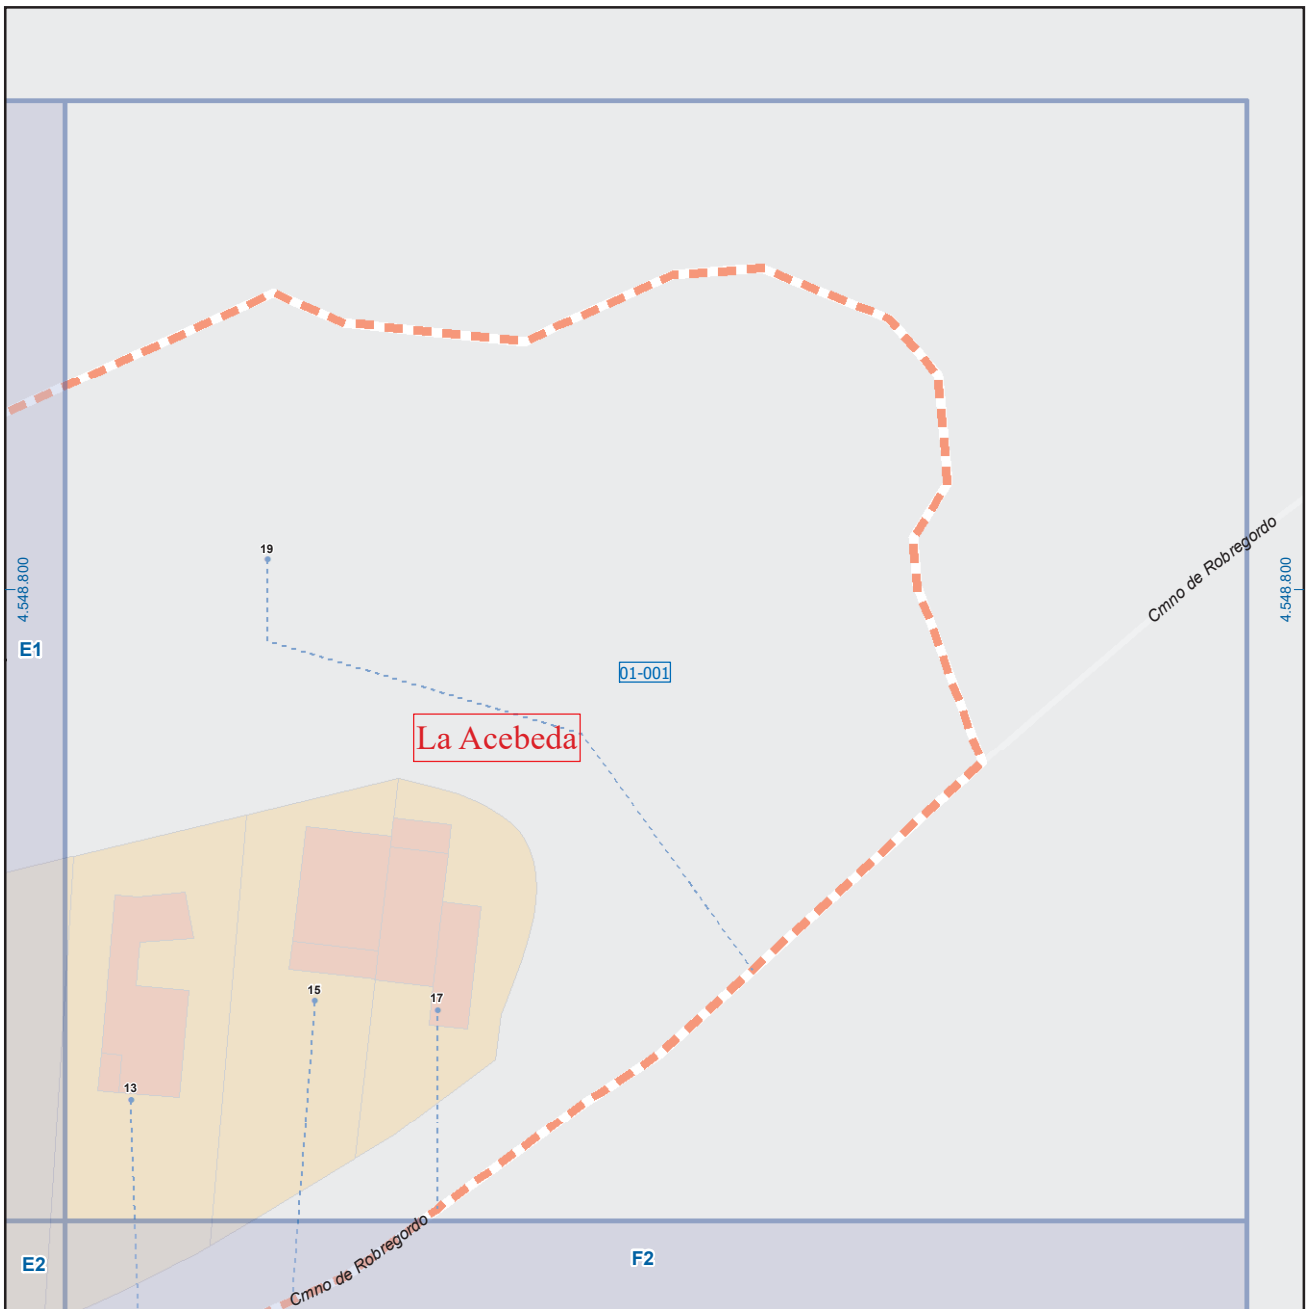 Cmno de Robregordo
19
4.548.800
4.548.800
E1
01-001
La Acebeda
15
17
13
Cmno de Robregordo
E2
F2